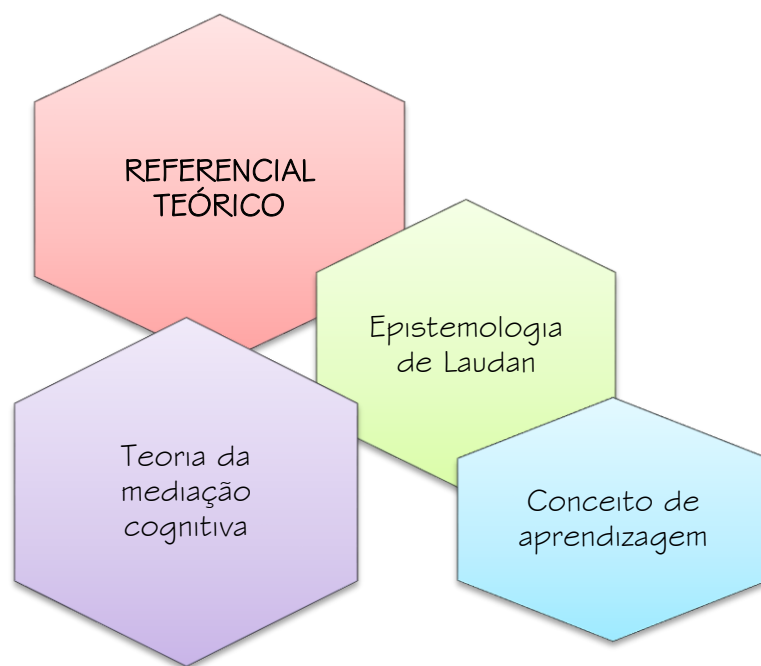 REFERENCIAL
TEÓRICO
Epistemologia
de Laudan
Teoria da
mediação
cognitiva
Conceito de
aprendizagem